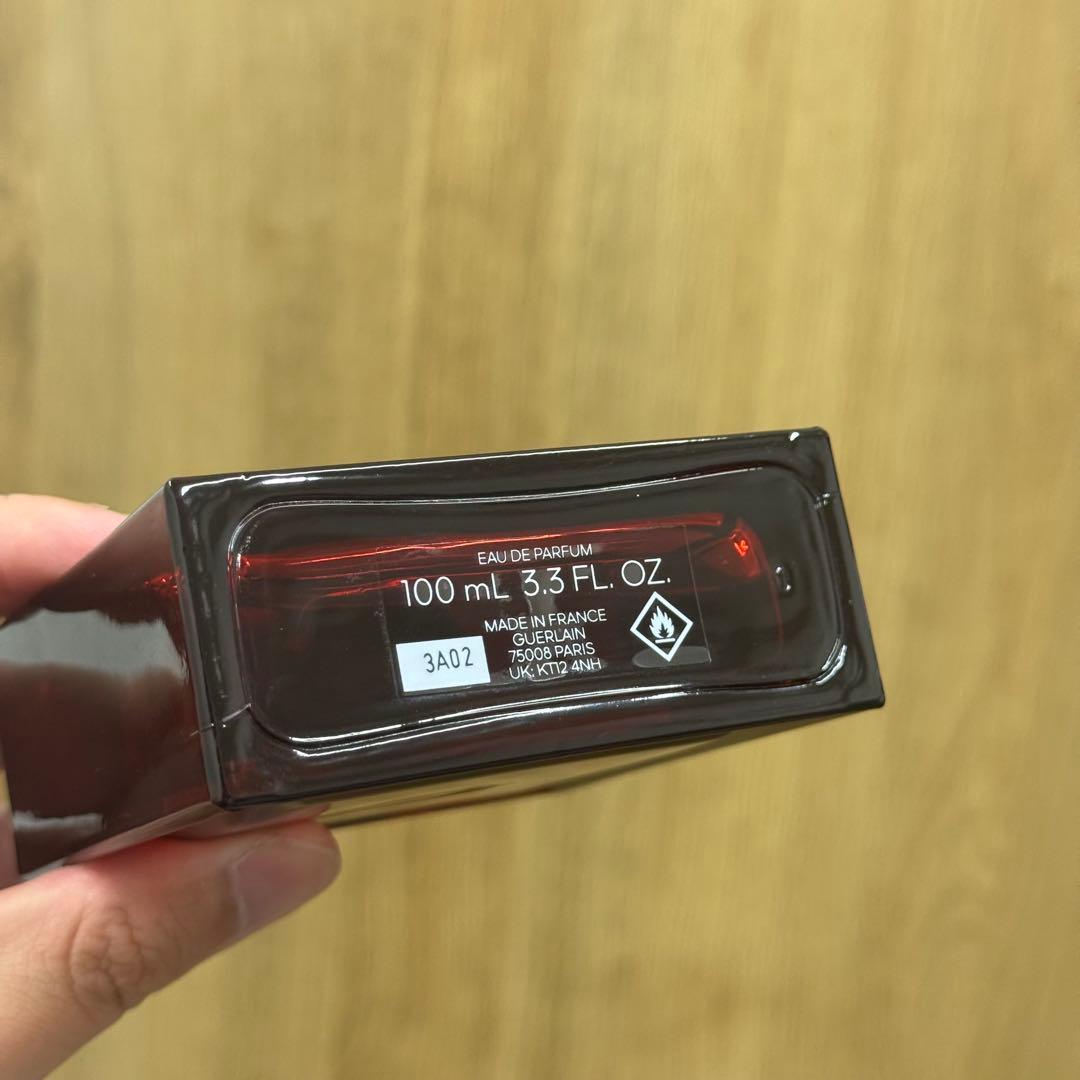 EAU DE PARFUM
100 mL 3.3 FL. OZ.
MADE IN FRANCE
GUERLAIN
75008 PARIS
UK: KT12 4NH
3A02